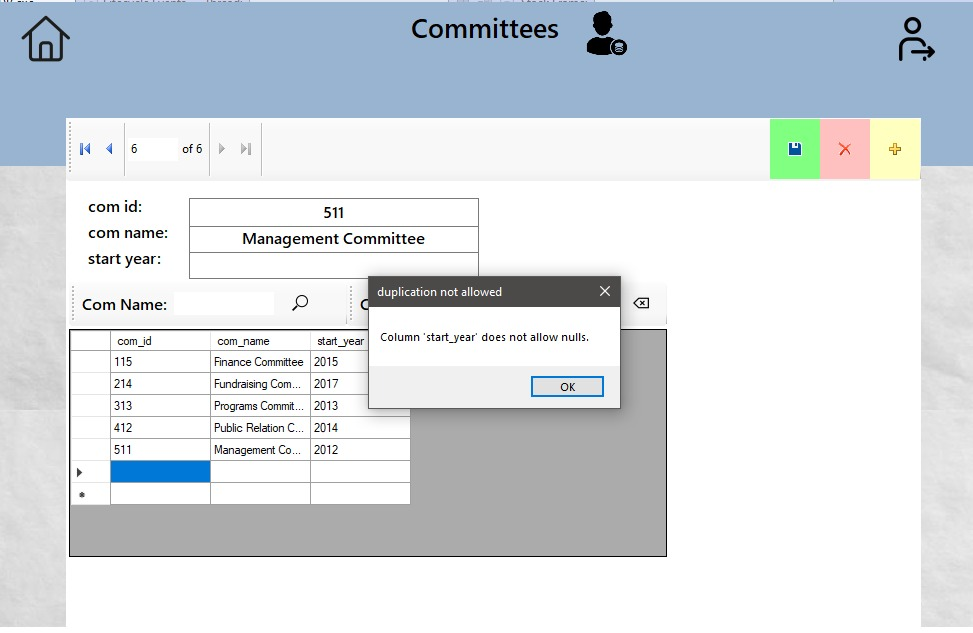 Committees
6 of 6
com id: 511
com name: Management Committee
start year:
Com Name:
duplication not allowed
Column 'start_year' does not allow nulls.
OK
com_id com_name start_year
115 Finance Committee 2015
214 Fundraising Com... 2017
313 Programs Commit... 2013
412 Public Relation C... 2014
511 Management Co... 2012